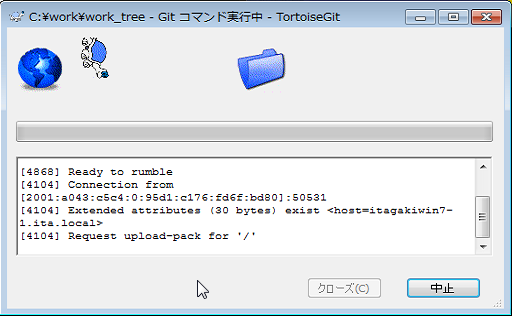 C:¥work¥work_tree - Git コマンド実行中 - TortoiseGit
[4868] Ready to rumble
[4104] Connection from
[2001:a043:c5c4:0:95d1:c176:fd6f:bd80]:50531
[4104] Extended attributes (30 bytes) exist <host=itagakiwin7-
1.ita.local>
[4104] Request upload-pack for '/'
クローズ(C)
中止